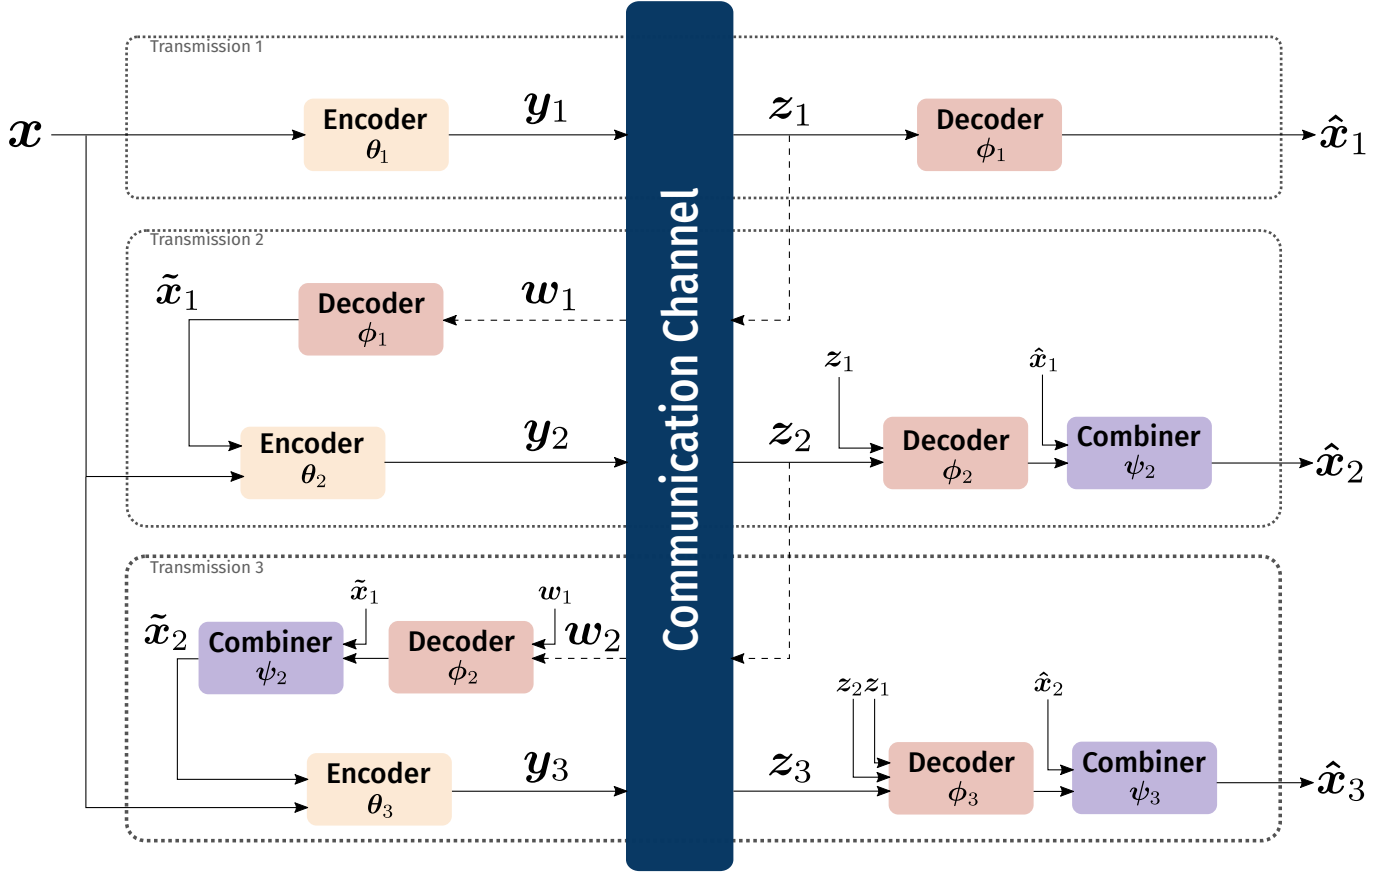 Transmission 1
x
Encoder
θ₁
y₁
z₁
Decoder
ϕ₁
x̂₁
Communication Channel
Transmission 2
x̃₁
Decoder
ϕ₁
w₁
Encoder
θ₂
y₂
z₂
z₁
Decoder
ϕ₂
x̂₁
Combiner
ψ₂
x̂₂
Transmission 3
x̃₂
Combiner
ψ₂
x̃₁
Decoder
ϕ₂
w₁
w₂
Encoder
θ₃
y₃
z₃
z₂z₁
Decoder
ϕ₃
x̂₂
Combiner
ψ₃
x̂₃